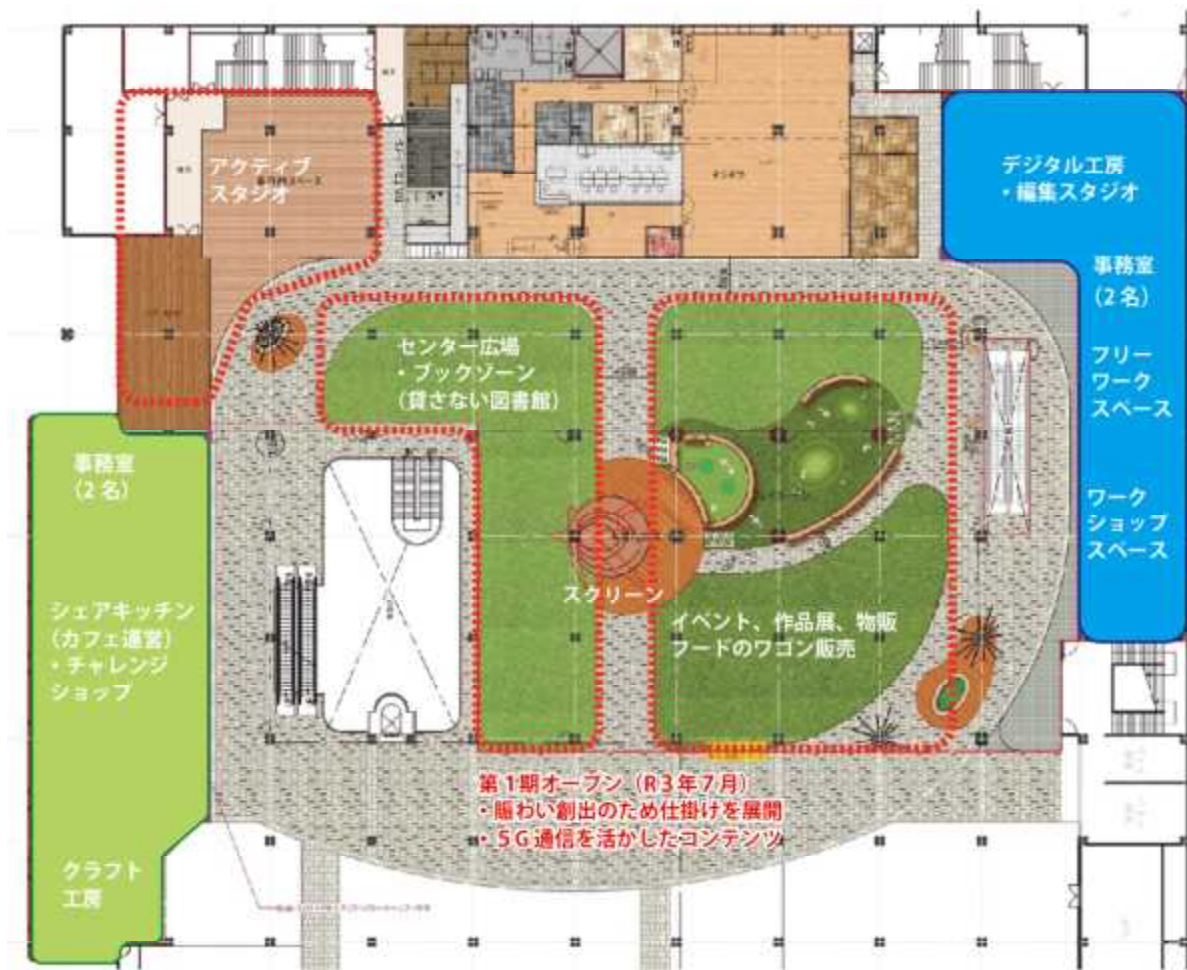 アクティブ
スタジオ
デジタル工房
・編集スタジオ
事務室
（2名）
フリー
ワーク
スペース
ワーク
ショップ
スペース
センター広場
・ブックゾーン
（貸さない図書館）
事務室
（2名）
シェアキッチン
（カフェ運営）
・チャレンジ
ショップ
クラフト
工房
スクリーン
イベント、作品展、物販
フードのワゴン販売
第1期オープン（R3年7月）
・賑わい創出のため仕掛けを展開
・5G通信を活かしたコンテンツ